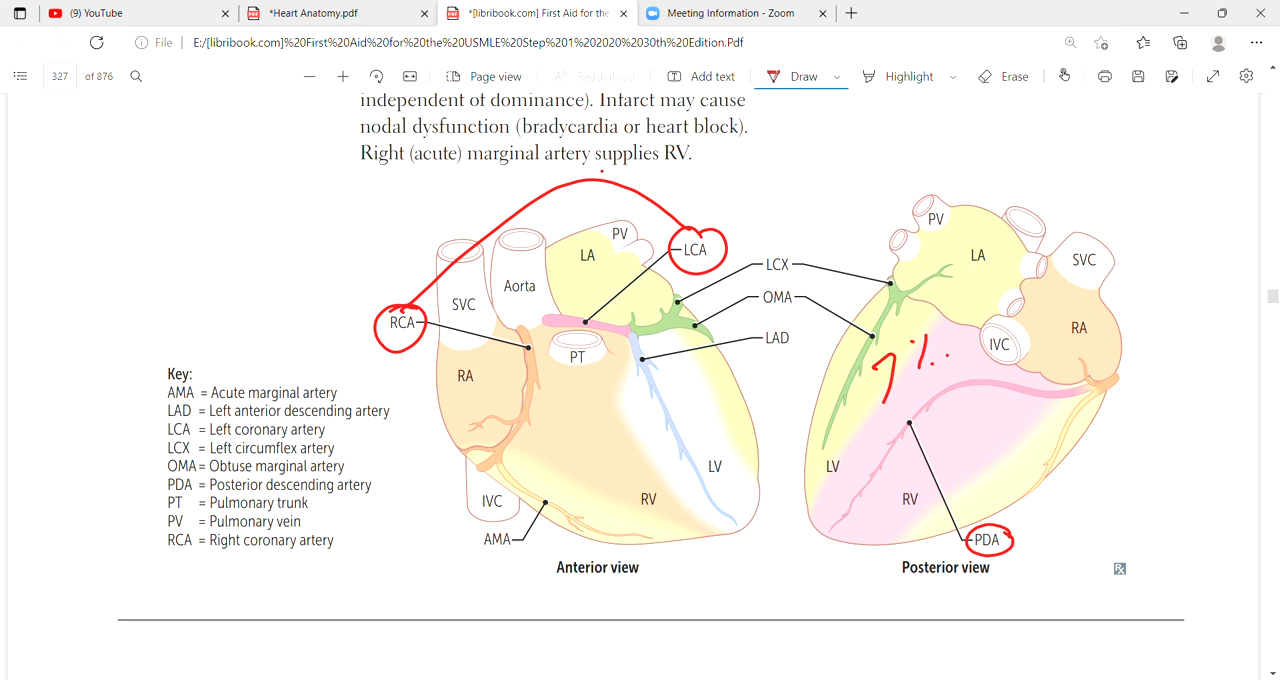 (9) YouTube
*Heart Anatomy.pdf
*[libribook.com] First Aid for the
Meeting Information - Zoom
File
E:/[libribook.com]%20First%20Aid%20for%20the%20USMLE%20Step%201%202020%2030th%20Edition.Pdf
327 of 876
Page view
Read aloud
Add text
Draw
Highlight
Erase
independent of dominance). Infarct may cause
nodal dysfunction (bradycardia or heart block).
Right (acute) marginal artery supplies RV.
PV
LA
LCA
SVC
Aorta
RCA
PT
RA
LCX
OMA
LAD
LV
RV
IVC
AMA
Anterior view
PV
LA
SVC
RA
IVC
LV
RV
PDA
Posterior view
Key:
AMA = Acute marginal artery
LAD = Left anterior descending artery
LCA = Left coronary artery
LCX = Left circumflex artery
OMA = Obtuse marginal artery
PDA = Posterior descending artery
PT = Pulmonary trunk
PV = Pulmonary vein
RCA = Right coronary artery